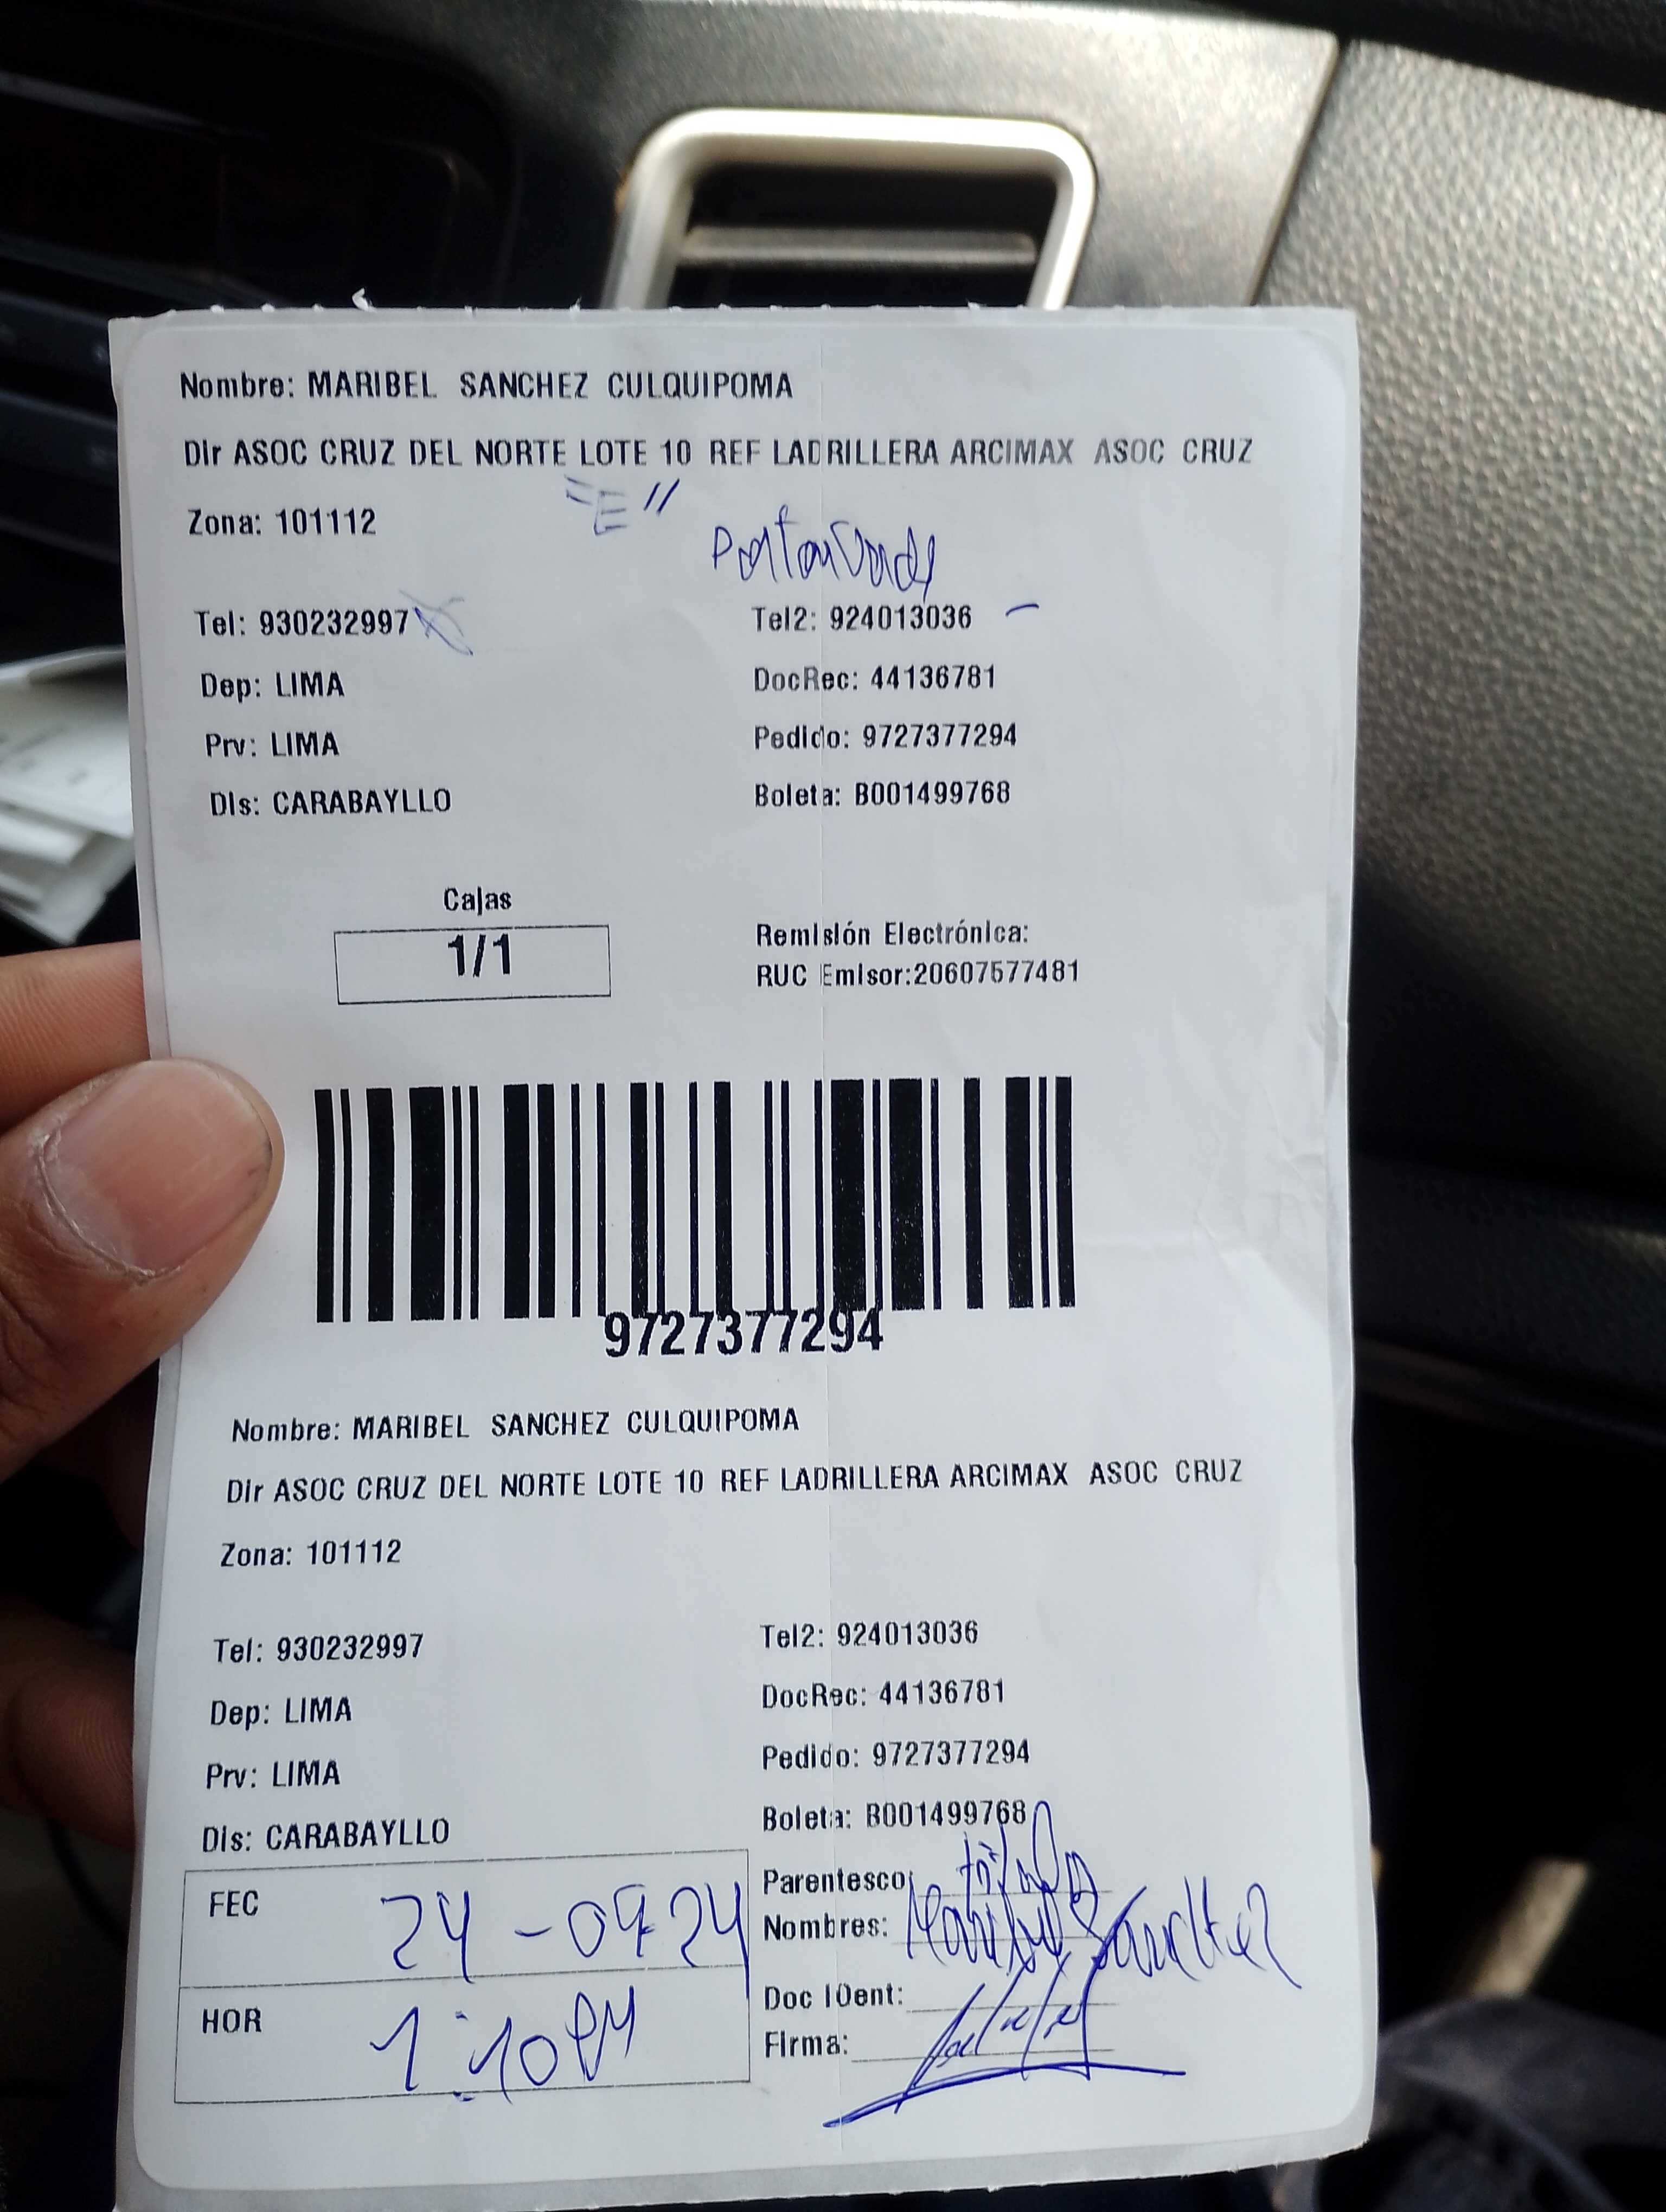 Nombre: MARIBEL SANCHEZ CULQUIPOMA
Dir ASOC CRUZ DEL NORTE LOTE 10 REF LADRILLERA ARCIMAX ASOC CRUZ
Zona: 101112
"E"
Tel: 930232997 Tel2: 924013036
Dep: LIMA DocRec: 44136781
Prv: LIMA Pedido: 9727377294
Dis: CARABAYLLO Boleta: B001499768
Cajas
1/1
Remisión Electrónica:
RUC Emisor:20607577481
9727377294
Nombre: MARIBEL SANCHEZ CULQUIPOMA
Dir ASOC CRUZ DEL NORTE LOTE 10 REF LADRILLERA ARCIMAX ASOC CRUZ
Zona: 101112
Tel: 930232997 Tel2: 924013036
Dep: LIMA DocRec: 44136781
Prv: LIMA Pedido: 9727377294
Dis: CARABAYLLO Boleta: B001499768
Parentesco:
FEC 24-09-24 Nombres: Maribel Sanchez
Doc IDent:
HOR 1:10 PM Firma: